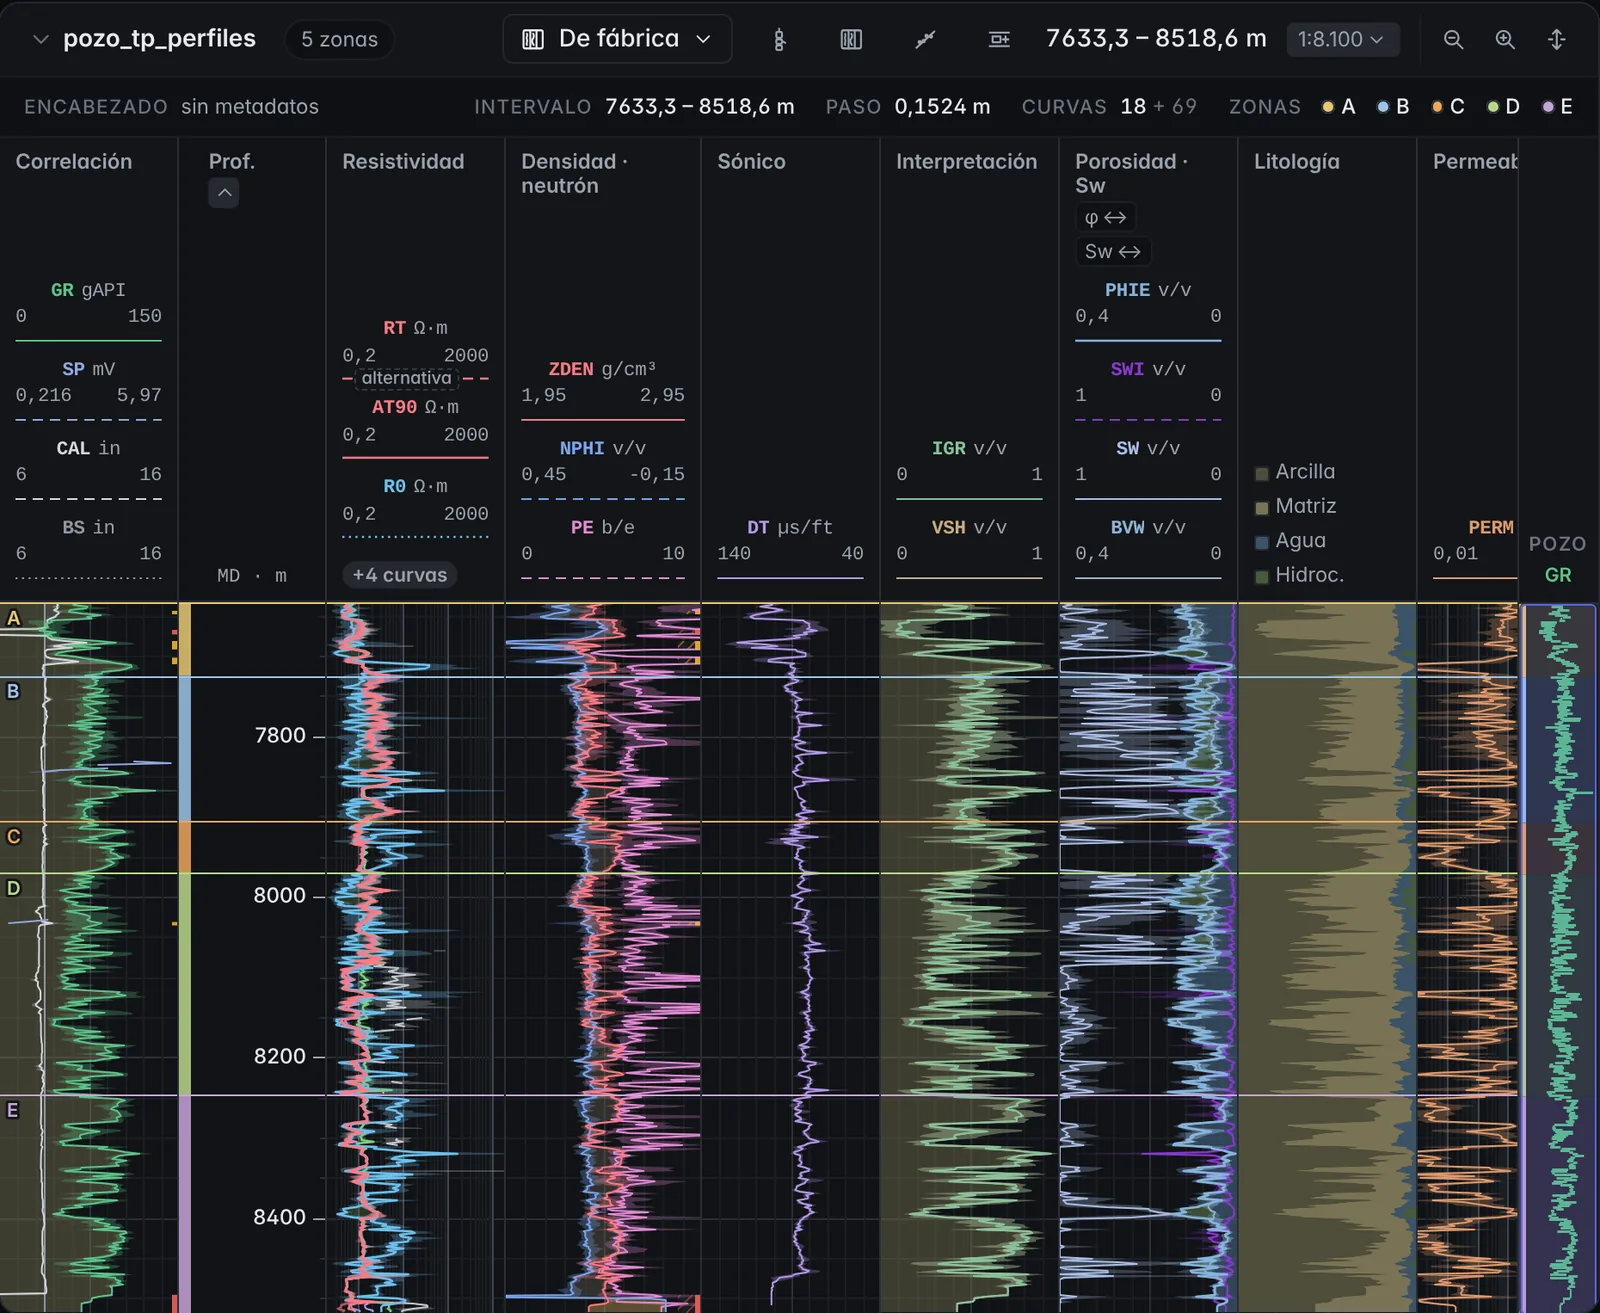 pozo_tp_perfiles 5 zonas De fábrica 7633,3 – 8518,6 m 1:8.100
ENCABEZADO sin metadatos INTERVALO 7633,3 – 8518,6 m PASO 0,1524 m CURVAS 18 + 69 ZONAS A B C D E
Correlación
GR gAPI
0 150
SP mV
0,216 5,97
CAL in
6 16
BS in
6 16
Prof.
MD · m
Resistividad
RT Ω·m
0,2 2000
alternativa
AT90 Ω·m
0,2 2000
R0 Ω·m
0,2 2000
+4 curvas
Densidad ·
neutrón
ZDEN g/cm³
1,95 2,95
NPHI v/v
0,45 -0,15
PE b/e
0 10
Sónico
DT µs/ft
140 40
Interpretación
IGR v/v
0 1
VSH v/v
0 1
Porosidad ·
Sw
φ ↔
Sw ↔
PHIE v/v
0,4 0
SWI v/v
1 0
SW v/v
1 0
BVW v/v
0,4 0
Litología
Arcilla
Matriz
Agua
Hidroc.
Permeab
PERM
0,01
POZO
GR
A
B
7800
C
D
8000
8200
E
8400